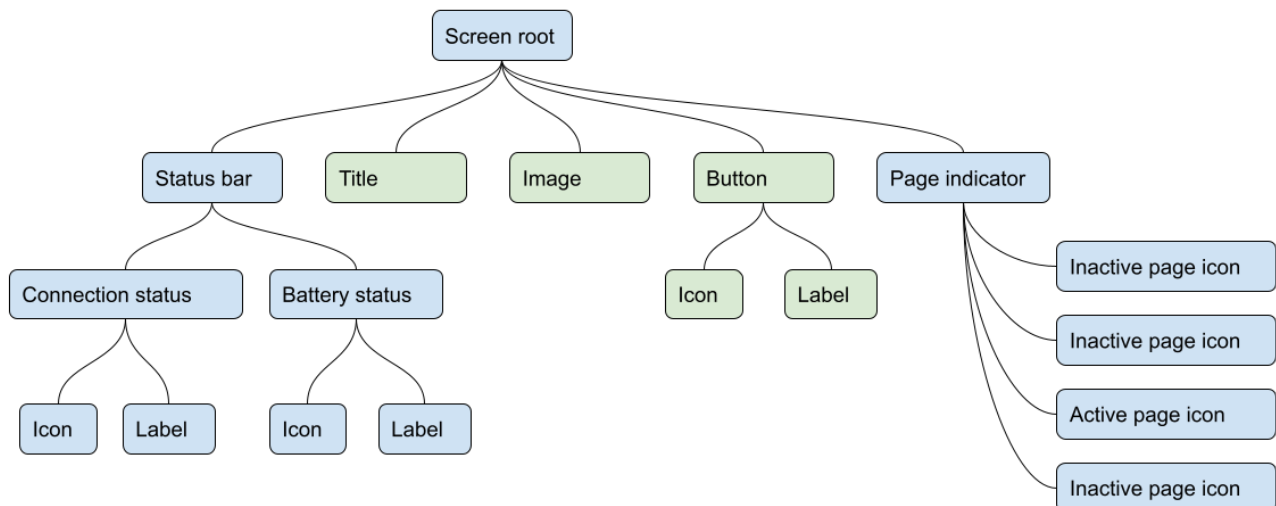 Screen root
Status bar
Title
Image
Button
Page indicator
Connection status
Battery status
Icon
Label
Inactive page icon
Inactive page icon
Active page icon
Inactive page icon
Icon
Label
Icon
Label